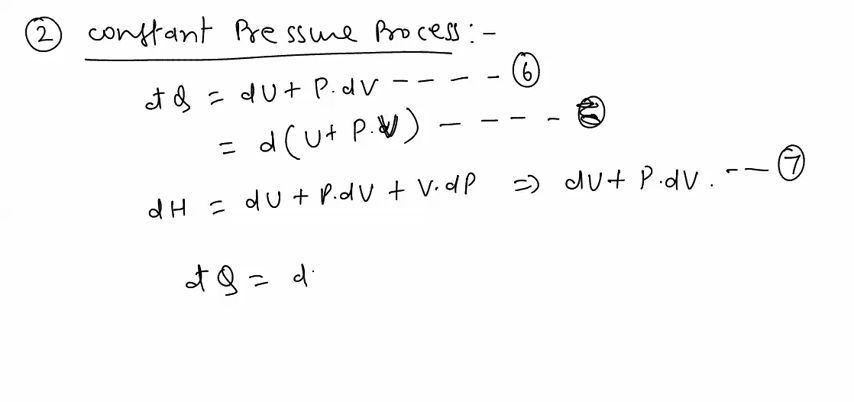 ② constant Pressure Process :-
đQ = dU + P.dV ---- ⑥
= d(U + P.V) ----
dH = dU + P.dV + V.dP ⇒ dU + P.dV. --- ⑦
đQ = d